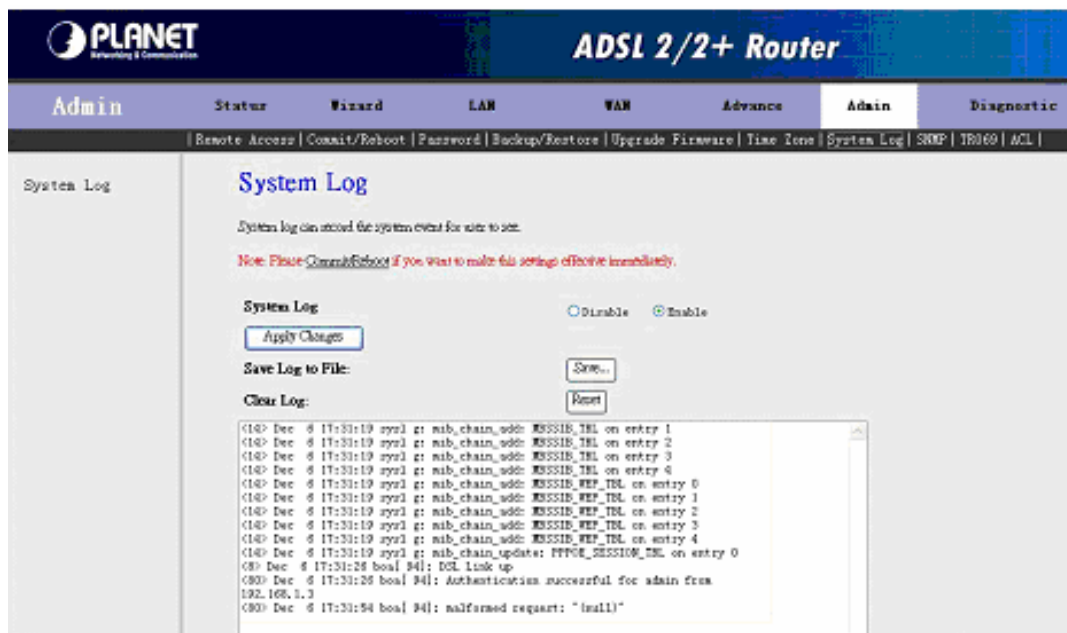 PLANET
Networking & Communication
ADSL 2/2+ Router
Admin
Status Wizard LAN WAN Advance Admin Diagnostic
| Remote Access | Commit/Reboot | Password | Backup/Restore | Upgrade Firmware | Time Zone | System Log | SNMP | TR069 | ACL |
System Log
System Log
System log can record the system event for user to see.
Note: Please Commit/Reboot if you want to make this settings effective immediately.
System Log
Disable Enable
Apply Changes
Save Log to File:
Save...
Clear Log:
Reset
<14> Dec 6 17:31:19 sysl g: mib_chain_add: MBSSIB_TBL on entry 1
<14> Dec 6 17:31:19 sysl g: mib_chain_add: MBSSIB_TBL on entry 2
<14> Dec 6 17:31:19 sysl g: mib_chain_add: MBSSIB_TBL on entry 3
<14> Dec 6 17:31:19 sysl g: mib_chain_add: MBSSIB_TBL on entry 4
<14> Dec 6 17:31:19 sysl g: mib_chain_add: MBSSIB_WEP_TBL on entry 0
<14> Dec 6 17:31:19 sysl g: mib_chain_add: MBSSIB_WEP_TBL on entry 1
<14> Dec 6 17:31:19 sysl g: mib_chain_add: MBSSIB_WEP_TBL on entry 2
<14> Dec 6 17:31:19 sysl g: mib_chain_add: MBSSIB_WEP_TBL on entry 3
<14> Dec 6 17:31:19 sysl g: mib_chain_add: MBSSIB_WEP_TBL on entry 4
<14> Dec 6 17:31:19 sysl g: mib_chain_update: PPPOE_SESSION_TBL on entry 0
<8> Dec 6 17:31:26 boa[ 94]: DSL Link up
<80> Dec 6 17:31:26 boa[ 94]: Authentication successful for admin from
192.168.1.3
<80> Dec 6 17:31:54 boa[ 94]: malformed request: "(null)"